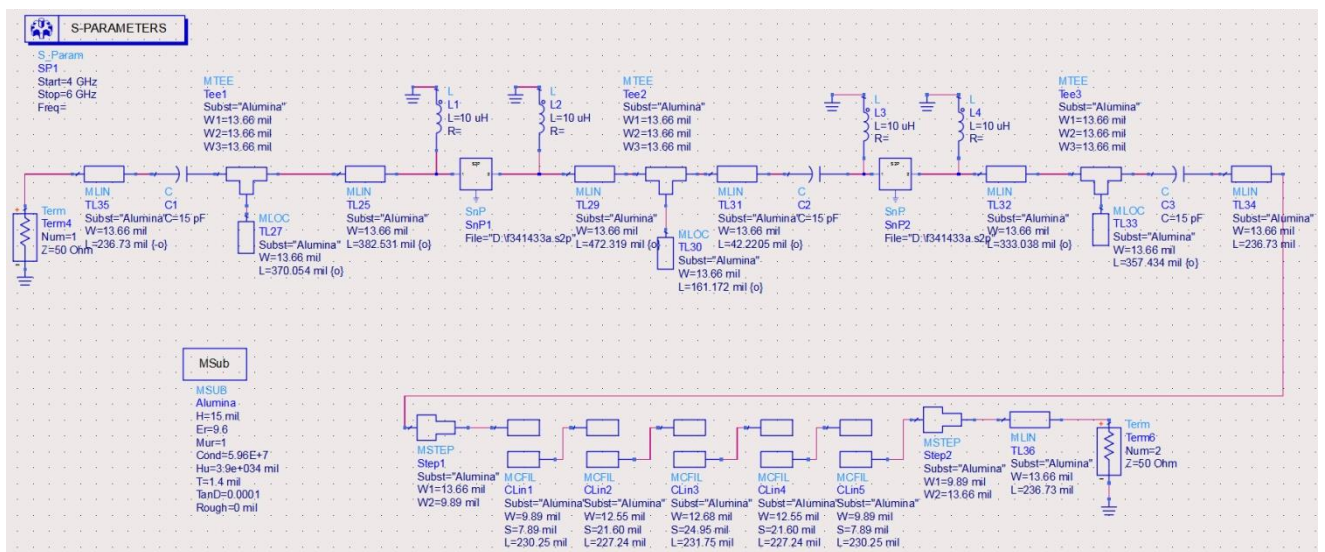 S-PARAMETERS
S_Param
SP1
Start=4 GHz
Stop=6 GHz
Freq=
MTEE
Tee1
Subst="Alumina"
W1=13.66 mil
W2=13.66 mil
W3=13.66 mil
L
L1
L=10 uH
R=
L
L2
L=10 uH
R=
MTEE
Tee2
Subst="Alumina"
W1=13.66 mil
W2=13.66 mil
W3=13.66 mil
L
L3
L=10 uH
R=
L
L4
L=10 uH
R=
MTEE
Tee3
Subst="Alumina"
W1=13.66 mil
W2=13.66 mil
W3=13.66 mil
Term
Term4
Num=1
Z=50 Ohm
MLIN
TL35
Subst="Alumina"
W=13.66 mil
L=236.73 mil {-o}
C
C1
C=15 pF
MLOC
TL27
Subst="Alumina"
W=13.66 mil
L=370.054 mil {o}
MLIN
TL25
Subst="Alumina"
W=13.66 mil
L=382.531 mil {o}
SnP
SnP1
File="D:\f341433a.s2p"
MLIN
TL29
Subst="Alumina"
W=13.66 mil
L=472.319 mil {o}
MLOC
TL30
Subst="Alumina"
W=13.66 mil
L=161.172 mil {o}
MLIN
TL31
Subst="Alumina"
W=13.66 mil
L=42.2205 mil {o}
C
C2
C=15 pF
SnP
SnP2
File="D:\f341433a.s2p"
MLIN
TL32
Subst="Alumina"
W=13.66 mil
L=333.038 mil {o}
MLOC
TL33
Subst="Alumina"
W=13.66 mil
L=357.434 mil {o}
C
C3
C=15 pF
MLIN
TL34
Subst="Alumina"
W=13.66 mil
L=236.73 mil
MSub
MSUB
Alumina
H=15 mil
Er=9.6
Mur=1
Cond=5.96E+7
Hu=3.9e+034 mil
T=1.4 mil
TanD=0.0001
Rough=0 mil
MSTEP
Step1
Subst="Alumina"
W1=13.66 mil
W2=9.89 mil
MCFIL
CLin1
Subst="Alumina"
W=9.89 mil
S=7.89 mil
L=230.25 mil
MCFIL
CLin2
Subst="Alumina"
W=12.55 mil
S=21.60 mil
L=227.24 mil
MCFIL
CLin3
Subst="Alumina"
W=12.68 mil
S=24.95 mil
L=231.75 mil
MCFIL
CLin4
Subst="Alumina"
W=12.55 mil
S=21.60 mil
L=227.24 mil
MCFIL
CLin5
Subst="Alumina"
W=9.89 mil
S=7.89 mil
L=230.25 mil
MSTEP
Step2
Subst="Alumina"
W1=9.89 mil
W2=13.66 mil
MLIN
TL36
Subst="Alumina"
W=13.66 mil
L=236.73 mil
Term
Term6
Num=2
Z=50 Ohm